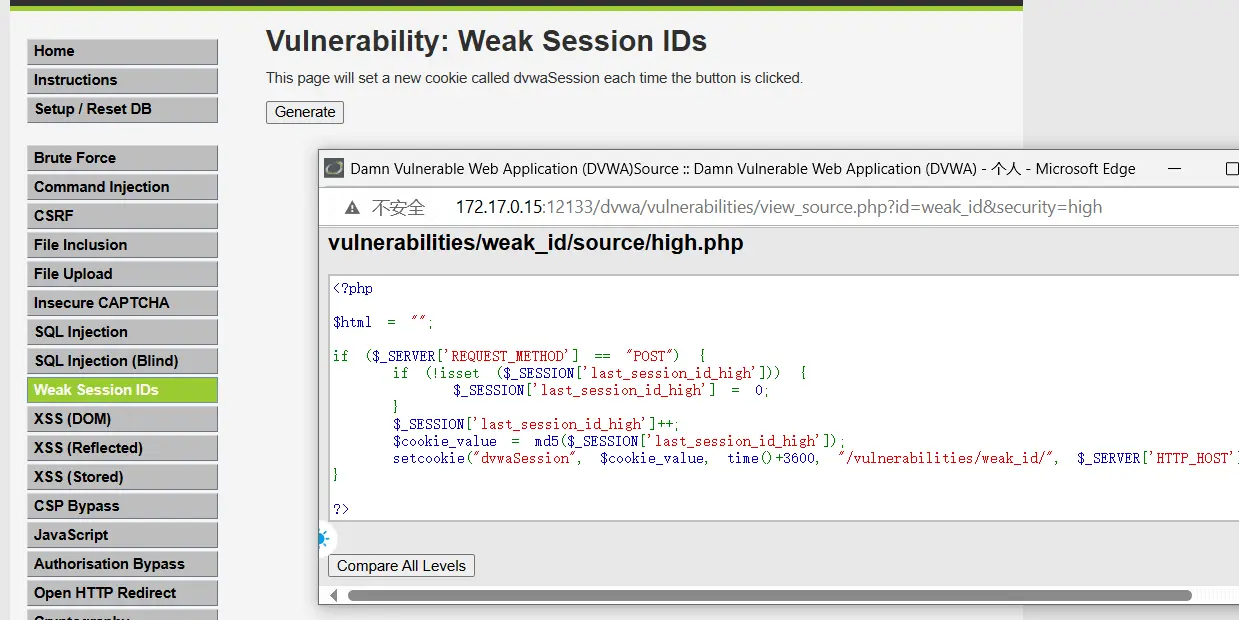 Home
Instructions
Setup / Reset DB
Brute Force
Command Injection
CSRF
File Inclusion
File Upload
Insecure CAPTCHA
SQL Injection
SQL Injection (Blind)
Weak Session IDs
XSS (DOM)
XSS (Reflected)
XSS (Stored)
CSP Bypass
JavaScript
Authorisation Bypass
Open HTTP Redirect
Vulnerability: Weak Session IDs
This page will set a new cookie called dvwaSession each time the button is clicked.
Generate
Damn Vulnerable Web Application (DVWA)Source :: Damn Vulnerable Web Application (DVWA) - 个人 - Microsoft Edge
不安全 172.17.0.15:12133/dvwa/vulnerabilities/view_source.php?id=weak_id&security=high
vulnerabilities/weak_id/source/high.php
<?php
$html = "";
if ($_SERVER['REQUEST_METHOD'] == "POST") {
if (!isset ($_SESSION['last_session_id_high'])) {
$_SESSION['last_session_id_high'] = 0;
}
$_SESSION['last_session_id_high']++;
$cookie_value = md5($_SESSION['last_session_id_high']);
setcookie("dvwaSession", $cookie_value, time()+3600, "/vulnerabilities/weak_id/", $_SERVER['HTTP_HOST']
}
?>
Compare All Levels